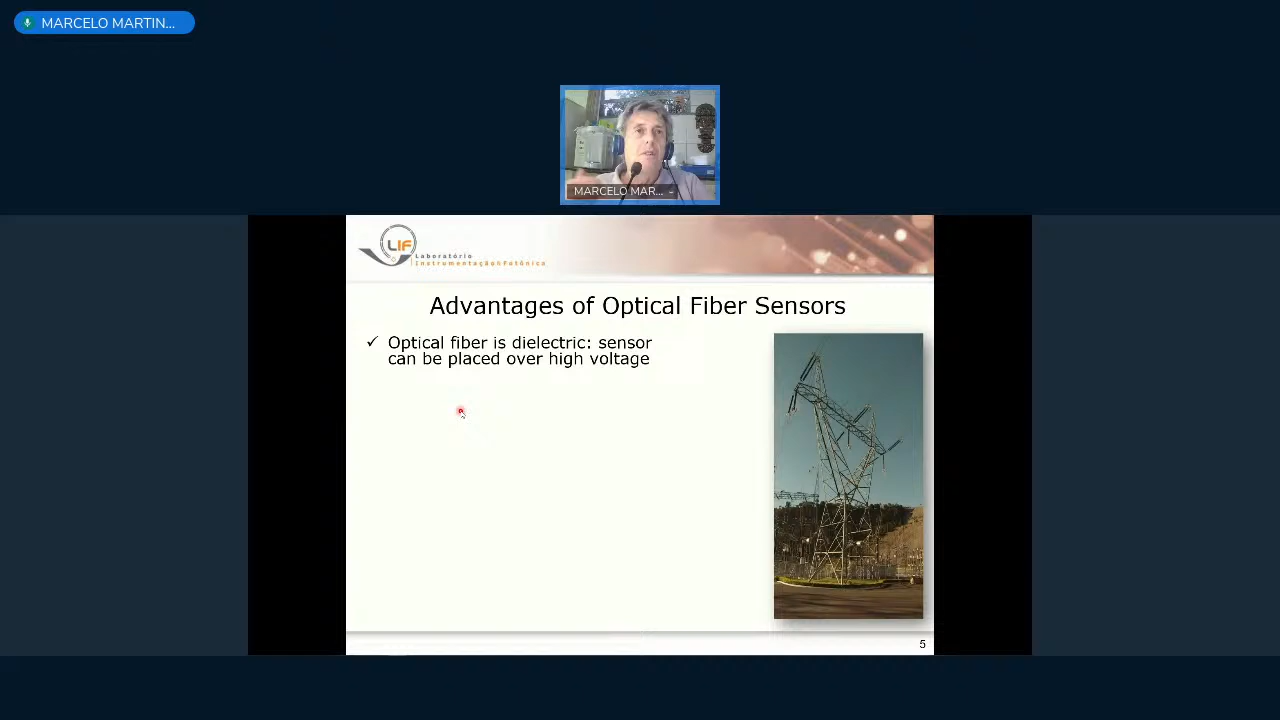 MARCELO MARTIN...
MARCELO MAR...
LIF
Laboratório
Instrumentação&Fotônica
Advantages of Optical Fiber Sensors
✓ Optical fiber is dielectric: sensor
can be placed over high voltage
5